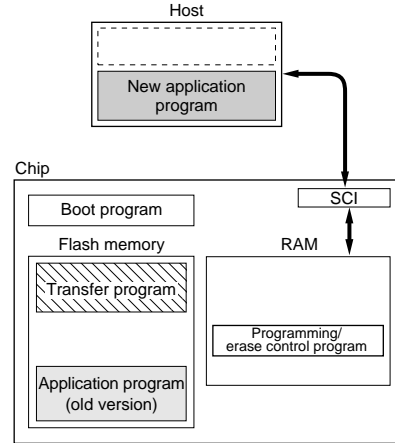 Host
New application
program
Chip
SCI
Boot program
Flash memory
RAM
Transfer program
Programming/
erase control program
Application program
(old version)